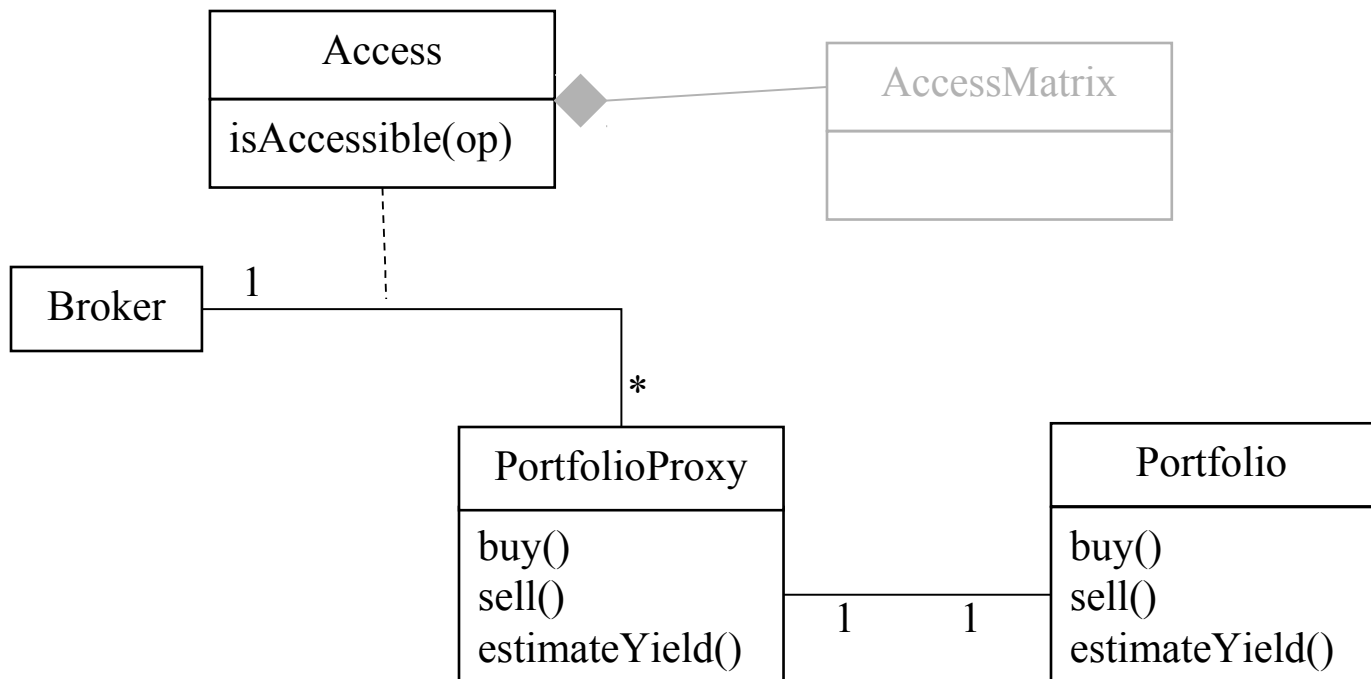 Access
AccessMatrix
isAccessible(op)
Broker
1
*
PortfolioProxy
Portfolio
buy()
buy()
sell()
sell()
1
1
estimateYield()
estimateYield()